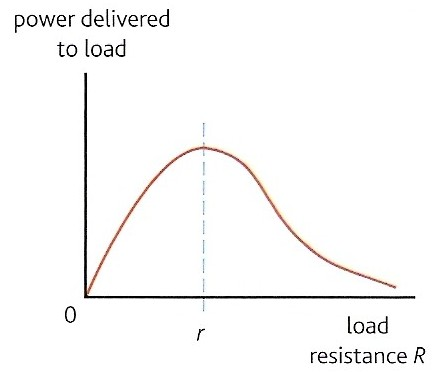 power delivered
to load
0
r
load
resistance R